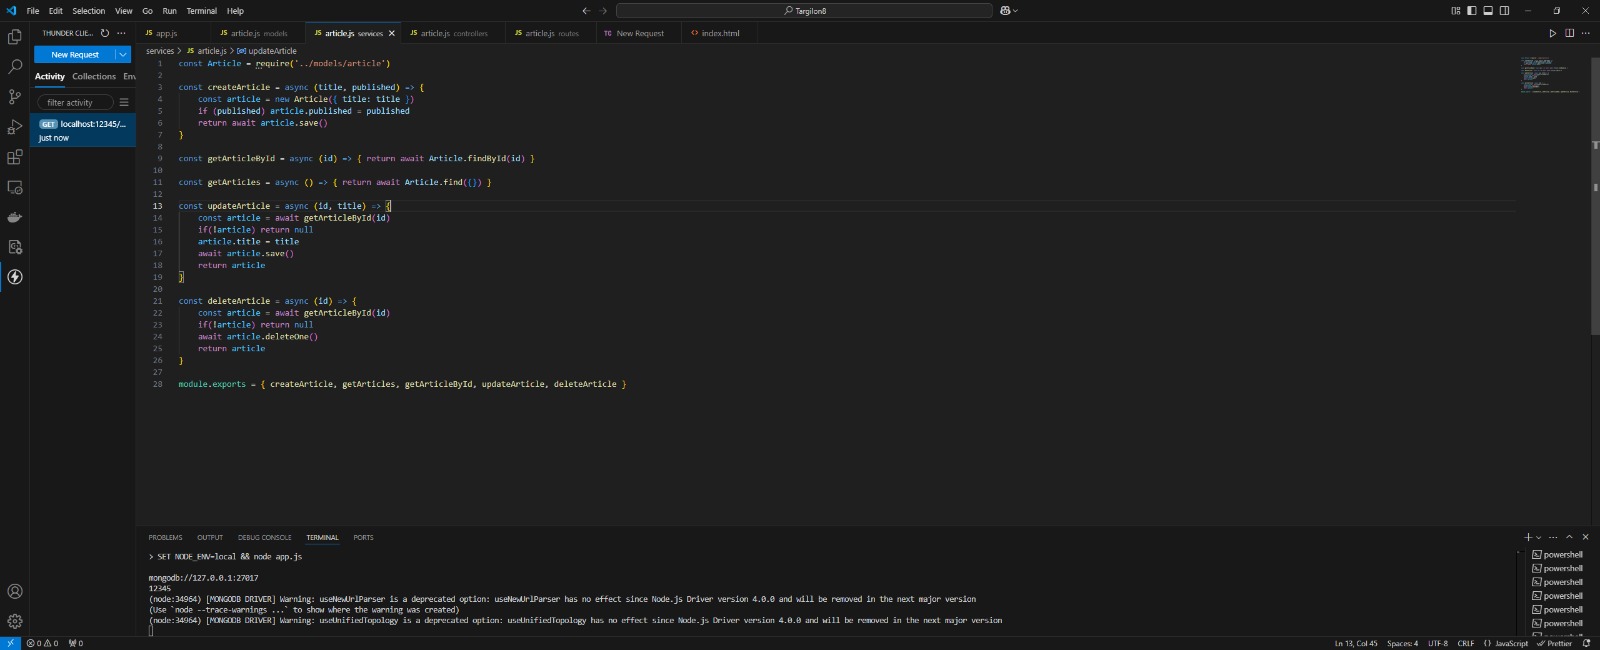 File Edit Selection View Go Run Terminal Help
Targilon8
THUNDER CLIE...
New Request
Activity Collections Env
filter activity
GET localhost:12345/...
just now
JS app.js
JS article.js models
JS article.js services
JS article.js controllers
JS article.js routes
TC New Request
<> index.html
services > JS article.js > updateArticle
1 const Article = require('../models/article')
2
3 const createArticle = async (title, published) => {
4 const article = new Article({ title: title })
5 if (published) article.published = published
6 return await article.save()
7 }
8
9 const getArticleById = async (id) => { return await Article.findById(id) }
10
11 const getArticles = async () => { return await Article.find({}) }
12
13 const updateArticle = async (id, title) => {
14 const article = await getArticleById(id)
15 if(!article) return null
16 article.title = title
17 await article.save()
18 return article
19 }
20
21 const deleteArticle = async (id) => {
22 const article = await getArticleById(id)
23 if(!article) return null
24 await article.deleteOne()
25 return article
26 }
27
28 module.exports = { createArticle, getArticles, getArticleById, updateArticle, deleteArticle }
PROBLEMS OUTPUT DEBUG CONSOLE TERMINAL PORTS
> SET NODE_ENV=local && node app.js
mongodb://127.0.0.1:27017
12345
(node:34964) [MONGODB DRIVER] Warning: useNewUrlParser is a deprecated option: useNewUrlParser has no effect since Node.js Driver version 4.0.0 and will be removed in the next major version
(Use `node --trace-warnings ...` to show where the warning was created)
(node:34964) [MONGODB DRIVER] Warning: useUnifiedTopology is a deprecated option: useUnifiedTopology has no effect since Node.js Driver version 4.0.0 and will be removed in the next major version
powershell
powershell
powershell
powershell
powershell
powershell
0 0 0
Ln 13, Col 45 Spaces: 4 UTF-8 CRLF {} JavaScript Prettier